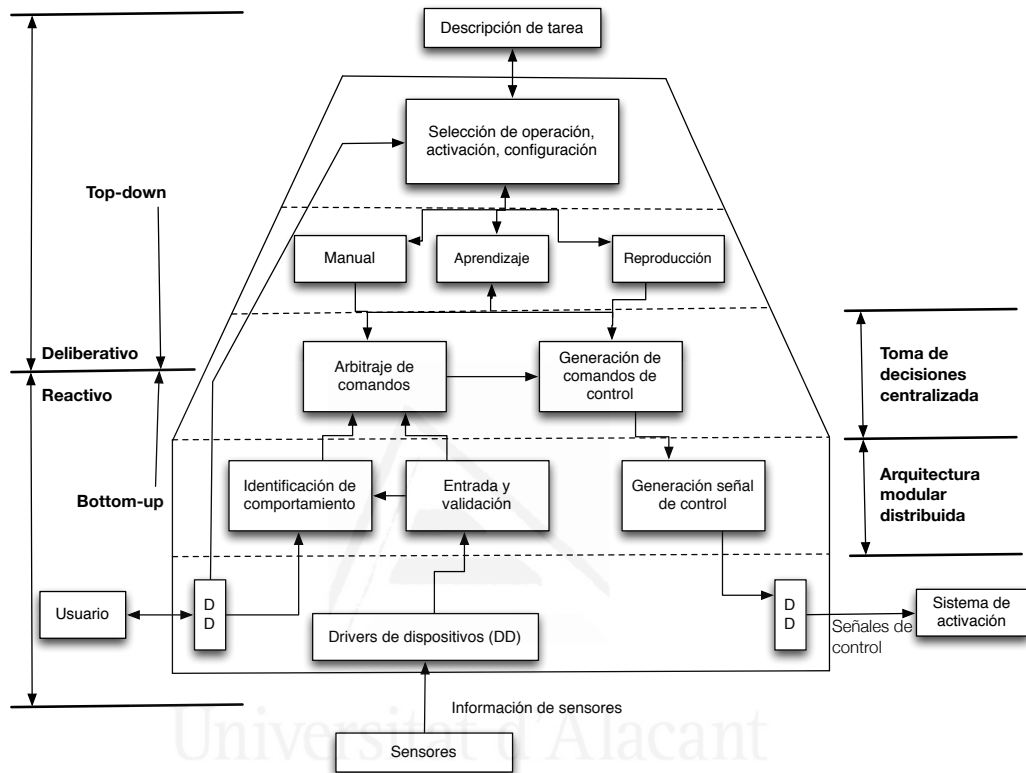 Descripción de tarea
Selección de operación,
activación, configuración
Top-down
Manual
Aprendizaje
Reproducción
Deliberativo
Reactivo
Arbitraje de
comandos
Generación de
comandos de
control
Toma de
decisiones
centralizada
Bottom-up
Identificación de
comportamiento
Entrada y
validación
Generación señal
de control
Arquitectura
modular
distribuida
Usuario
D
D
Drivers de dispositivos (DD)
D
D
Señales de
control
Sistema de
activación
Información de sensores
Sensores
Universitat d'Alacant